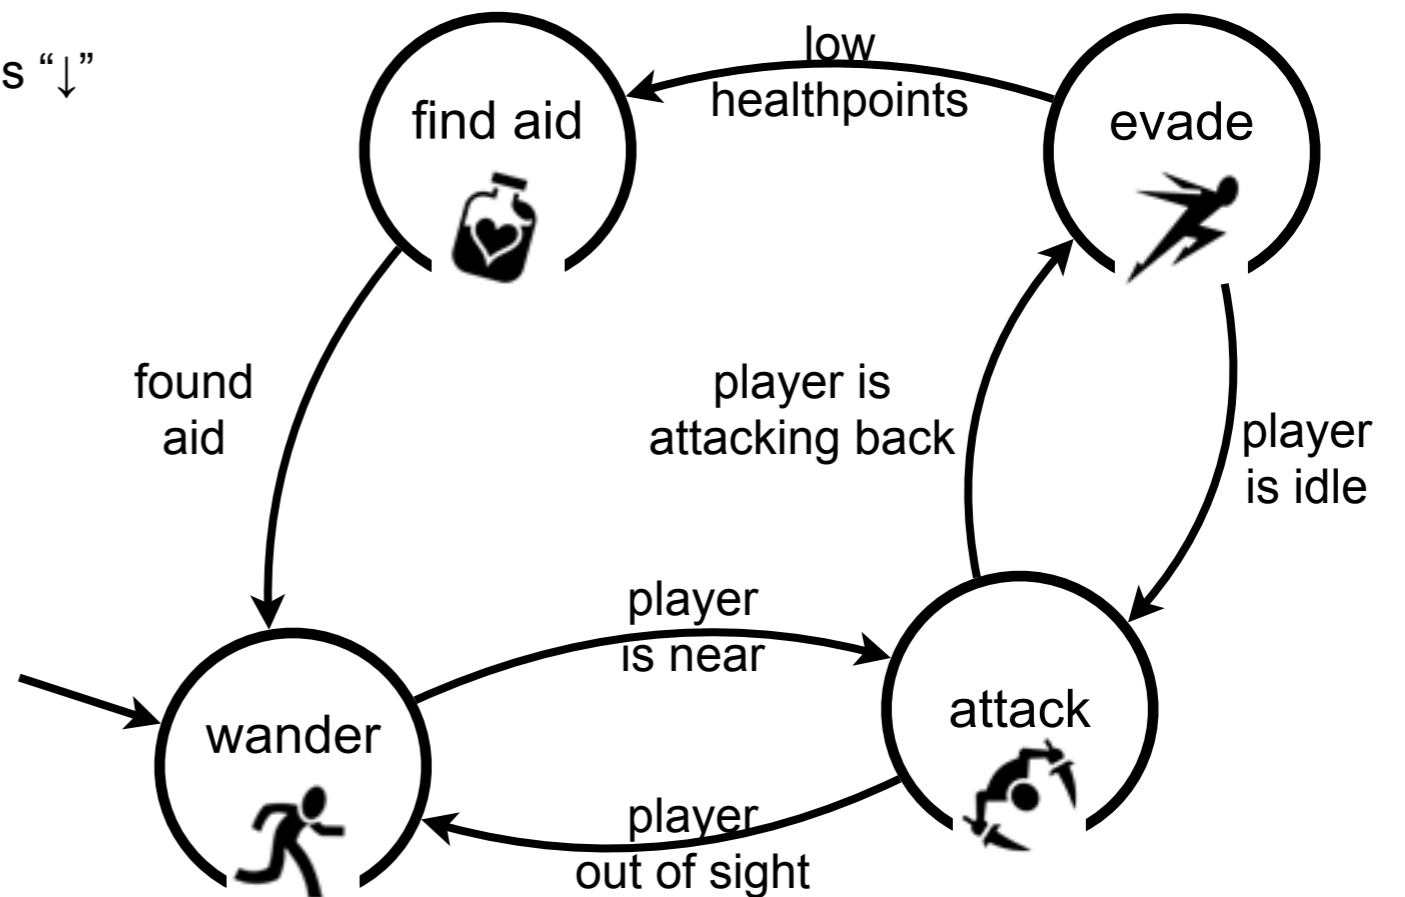 s “↓”
low
healthpoints
find aid
evade
found
aid
player is
attacking back
player
is idle
player
is near
wander
attack
player
out of sight